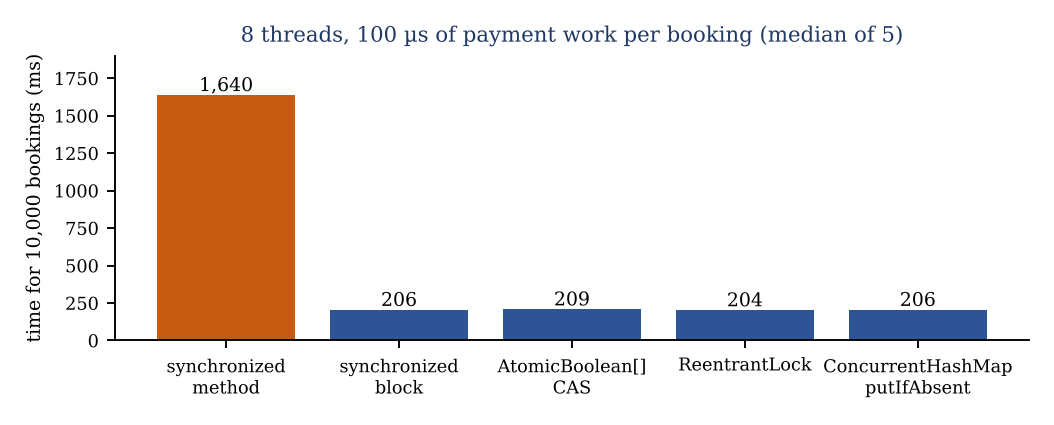 8 threads, 100 µs of payment work per booking (median of 5)
time for 10,000 bookings (ms)
1750
1500
1250
1000
750
500
250
0
1,640
206
209
204
206
synchronized
method
synchronized
block
AtomicBoolean[]
CAS
ReentrantLock
ConcurrentHashMap
putIfAbsent